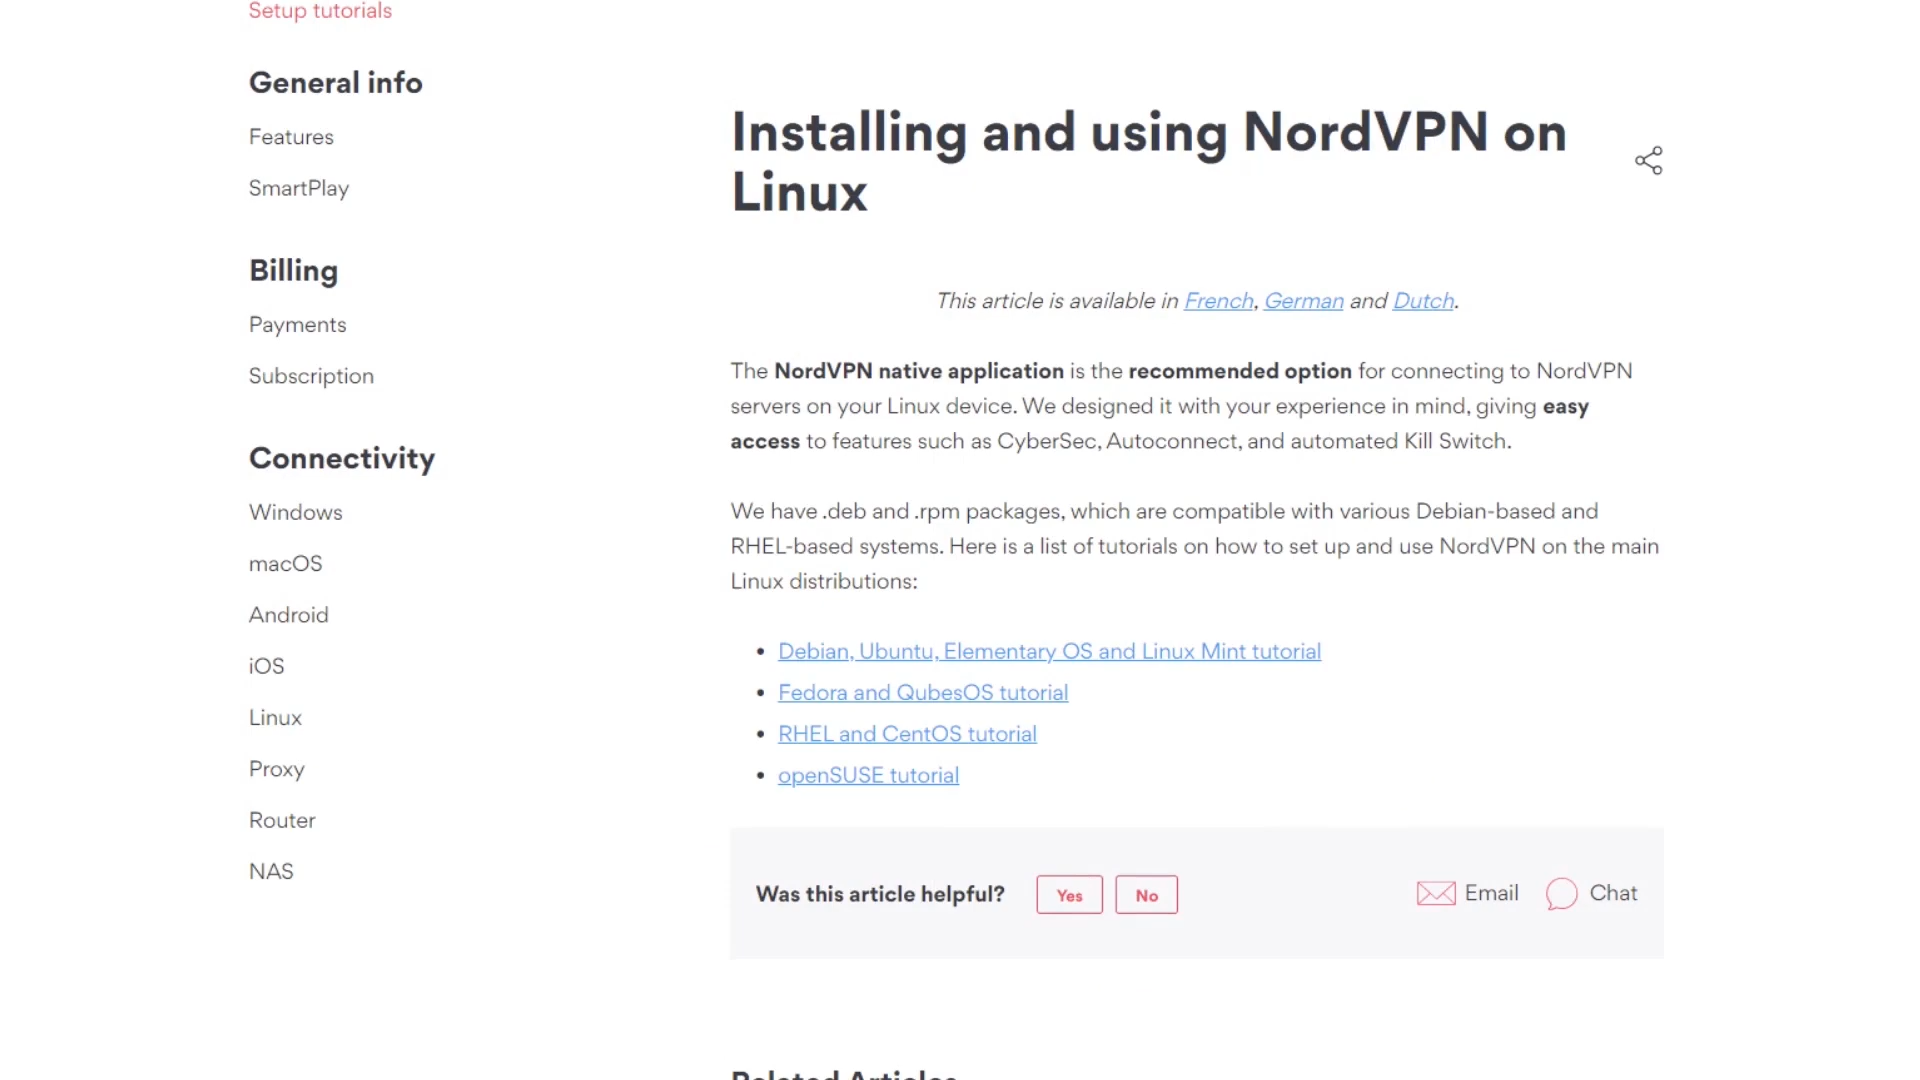 Setup tutorials
General info
Features
SmartPlay
Billing
Payments
Subscription
Connectivity
Windows
macOS
Android
iOS
Linux
Proxy
Router
NAS
Installing and using NordVPN on
Linux
This article is available in French, German and Dutch.
The NordVPN native application is the recommended option for connecting to NordVPN
servers on your Linux device. We designed it with your experience in mind, giving easy
access to features such as CyberSec, Autoconnect, and automated Kill Switch.
We have .deb and .rpm packages, which are compatible with various Debian-based and
RHEL-based systems. Here is a list of tutorials on how to set up and use NordVPN on the main
Linux distributions:
• Debian, Ubuntu, Elementary OS and Linux Mint tutorial
• Fedora and QubesOS tutorial
• RHEL and CentOS tutorial
• openSUSE tutorial
Was this article helpful? Yes No Email Chat
Related Articles